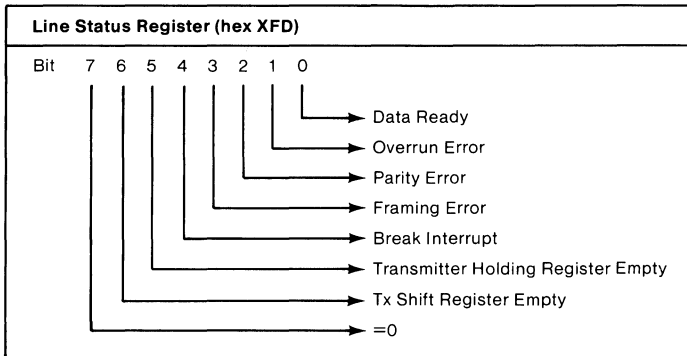 Line Status Register (hex XFD)
Bit 7 6 5 4 3 2 1 0
Data Ready
Overrun Error
Parity Error
Framing Error
Break Interrupt
Transmitter Holding Register Empty
Tx Shift Register Empty
=0